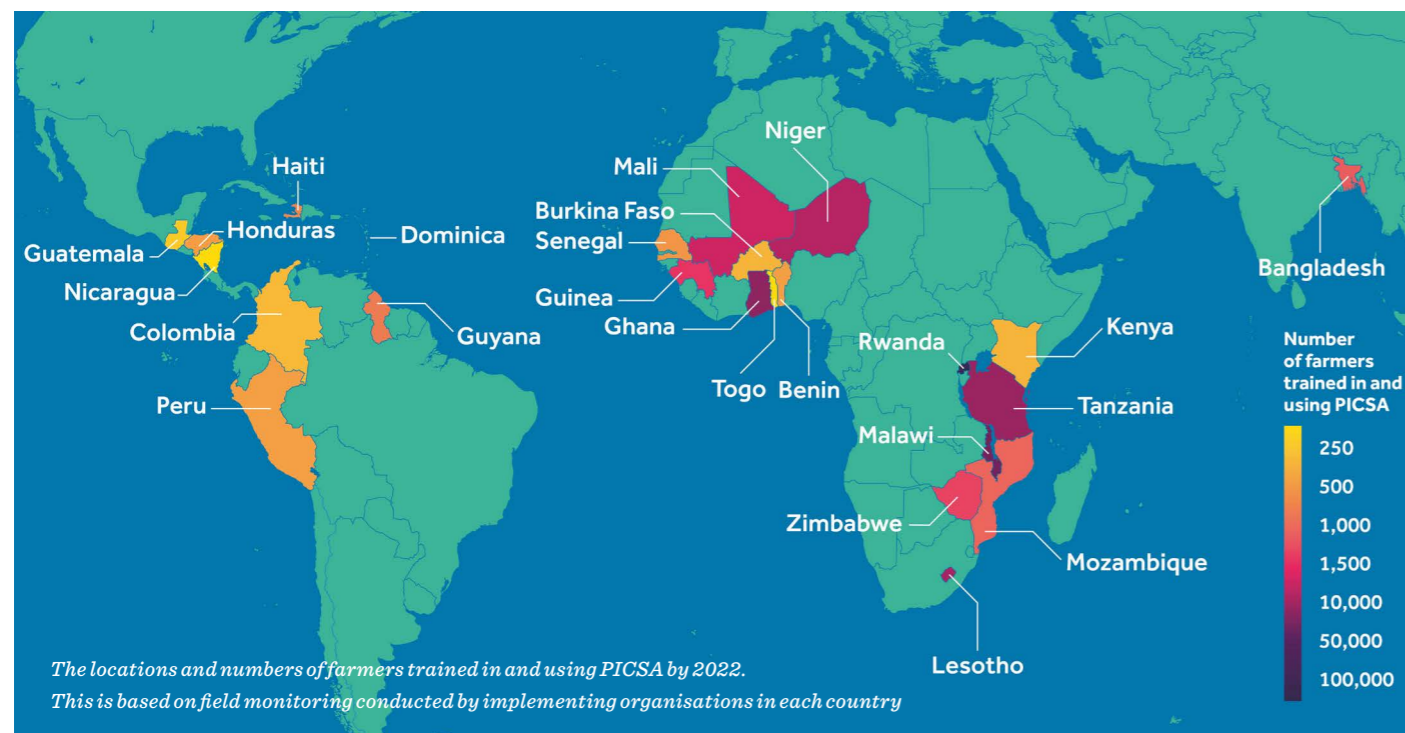 Niger
Haiti
Mali
Burkina Faso
Honduras
Dominica
Senegal
Guatemala
Bangladesh
Nicaragua
Guinea
Colombia
Guyana
Ghana
Kenya
Rwanda
Togo
Benin
Peru
Tanzania
Malawi
Zimbabwe
Mozambique
Lesotho
Number
of farmers
trained in and
using PICSA
250
500
1,000
1,500
10,000
50,000
100,000
The locations and numbers of farmers trained in and using PICSA by 2022.
This is based on field monitoring conducted by implementing organisations in each country